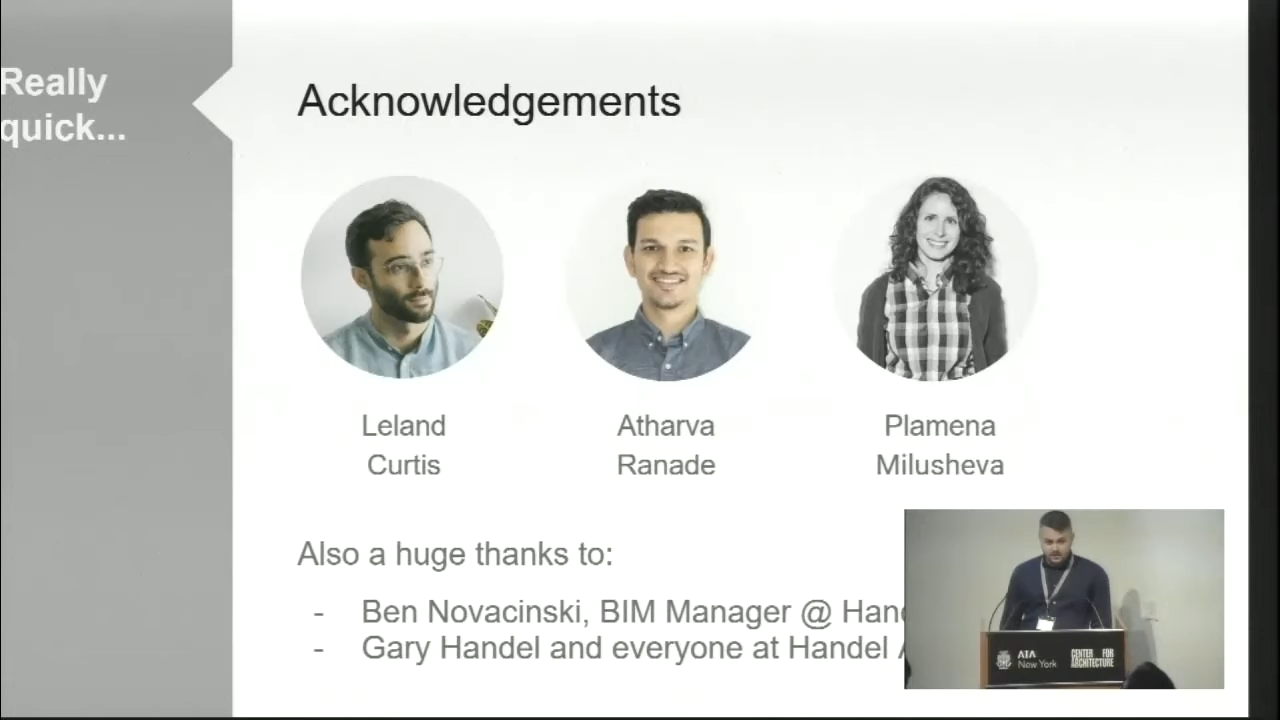 Really
quick...
Acknowledgements
Leland
Curtis
Atharva
Ranade
Plamena
Milusheva
Also a huge thanks to:
- Ben Novacinski, BIM Manager @
- Gary Handel and everyone at Handel
AIA
New York
CENTER FOR
ARCHITECTURE